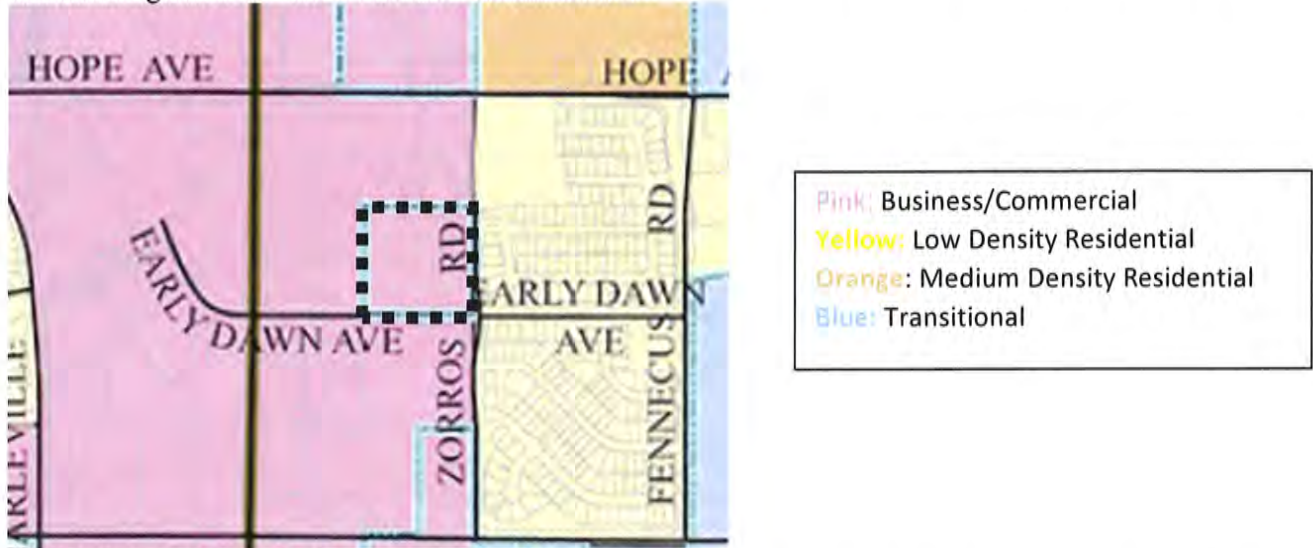 HOPE AVE
HOPE
RD
RD
EARLY
EARLY DAWN
DAWN AVE
AVE
ZORROS
FENNECUS
Pink: Business/Commercial
Yellow: Low Density Residential
Orange: Medium Density Residential
Blue: Transitional